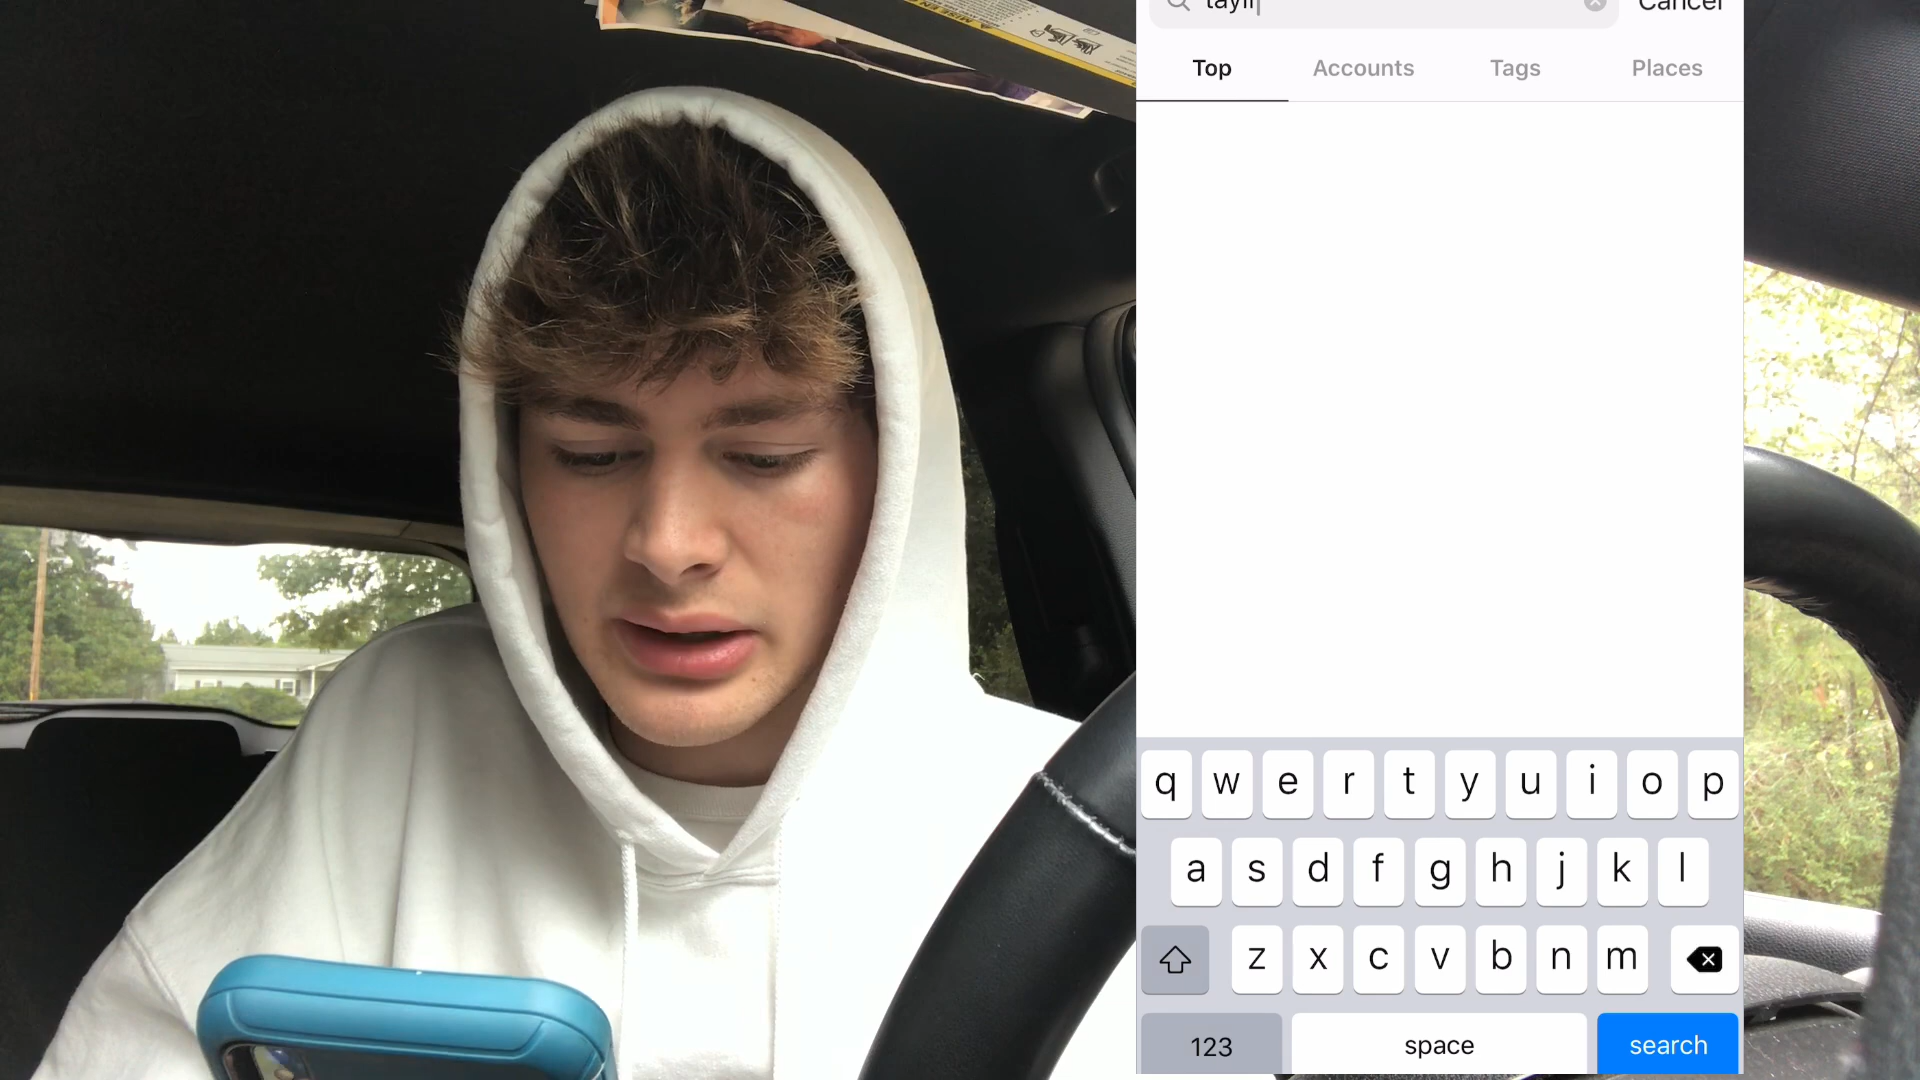 Cancel
Top Accounts Tags Places
q w e r t y u i o p
a s d f g h j k l
z x c v b n m
123 space search